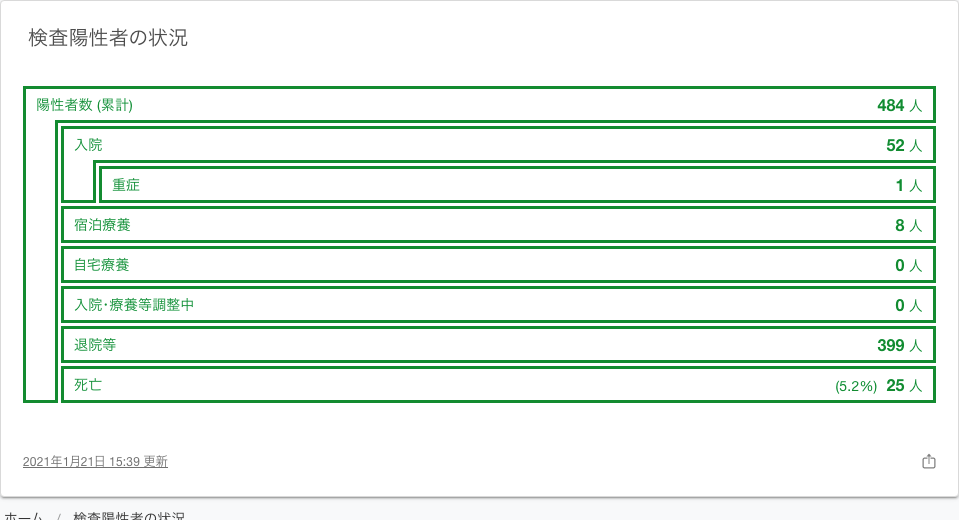 検査陽性者の状況
陽性者数 (累計) 484 人
入院 52 人
重症 1 人
宿泊療養 8 人
自宅療養 0 人
入院･療養等調整中 0 人
退院等 399 人
死亡 (5.2%) 25 人
2021年1月21日 15:39 更新
ホーム / 検査陽性者の状況